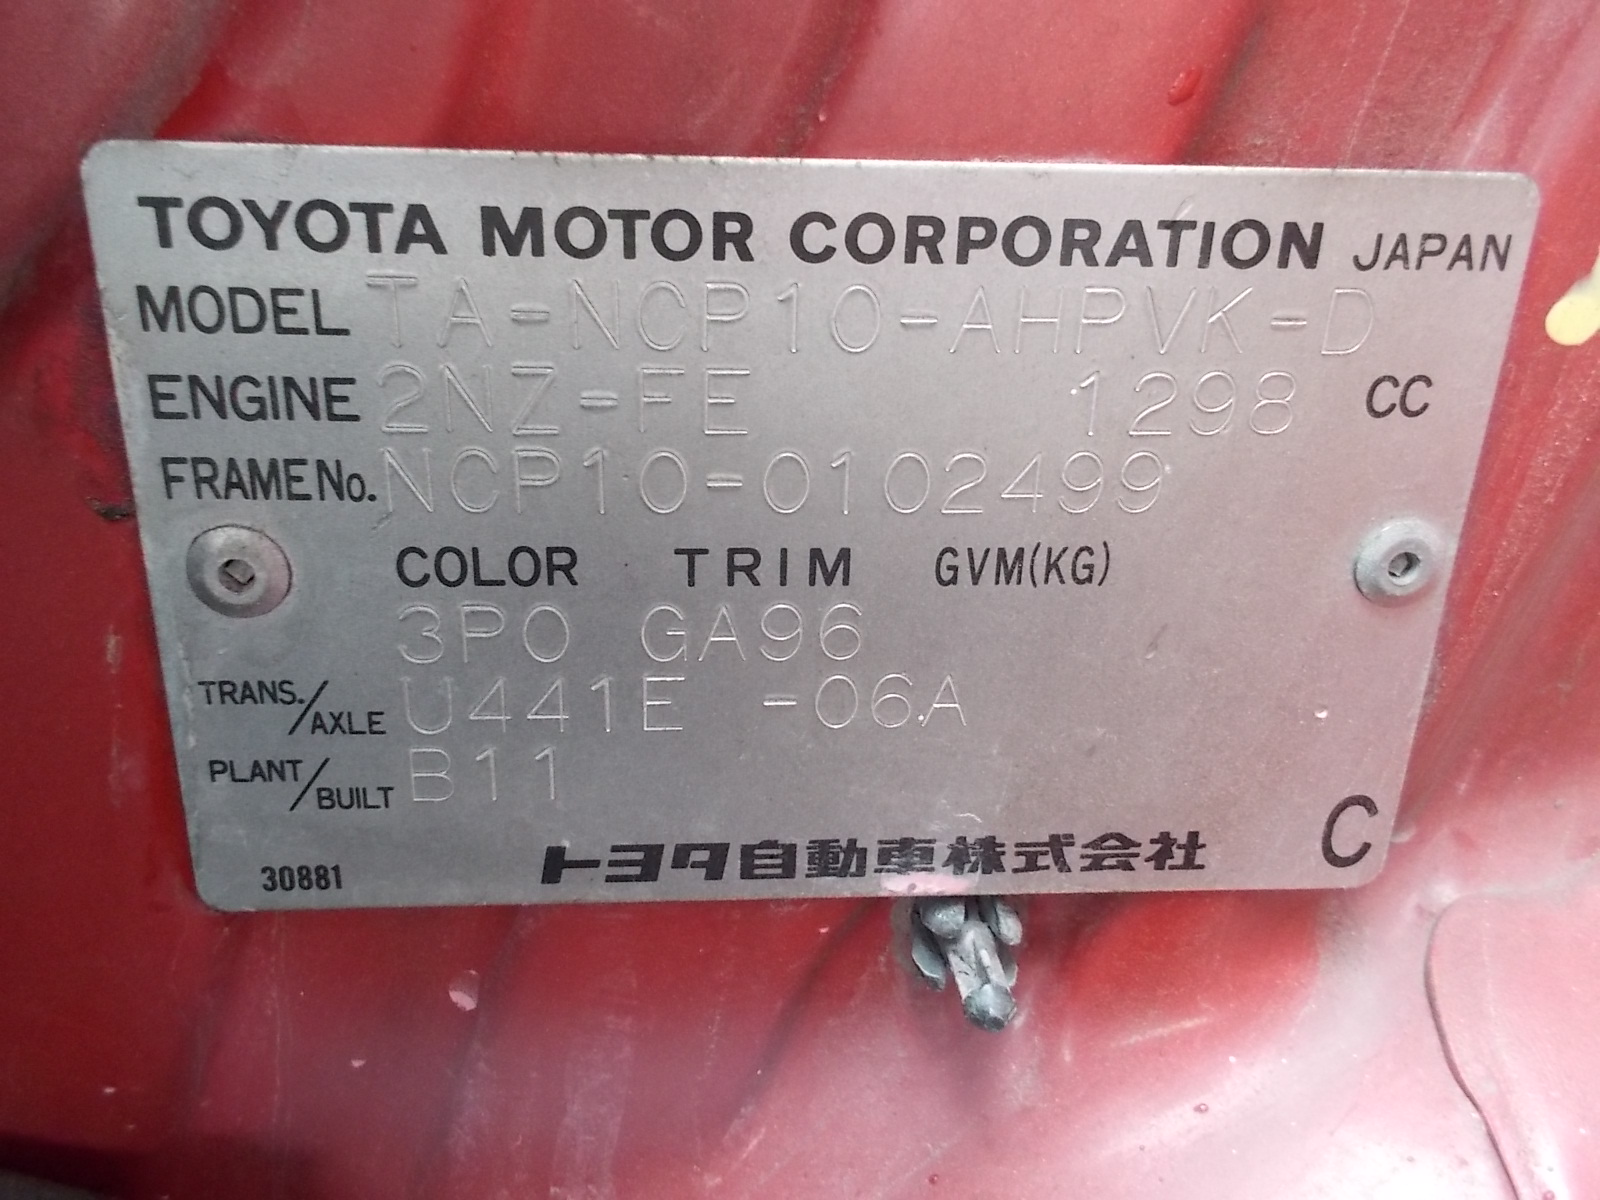 TOYOTA MOTOR CORPORATION JAPAN
MODEL TA-NCP10-AHPVK-D
ENGINE 2NZ-FE 1298 CC
FRAME No. NCP10-0102499
COLOR TRIM GVM(KG)
3P0 GA96
TRANS./AXLE U441E -06A
PLANT/BUILT B11
30881 トヨタ自動車株式会社 C